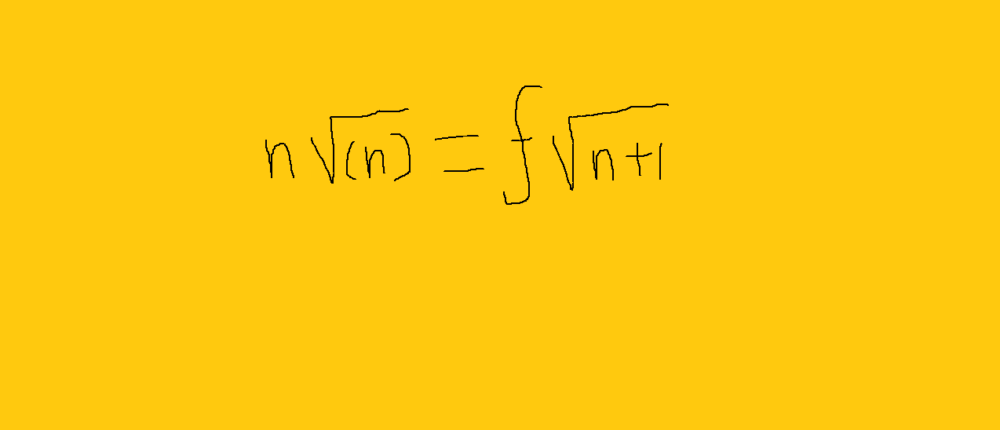 n√(n) = f√n+1